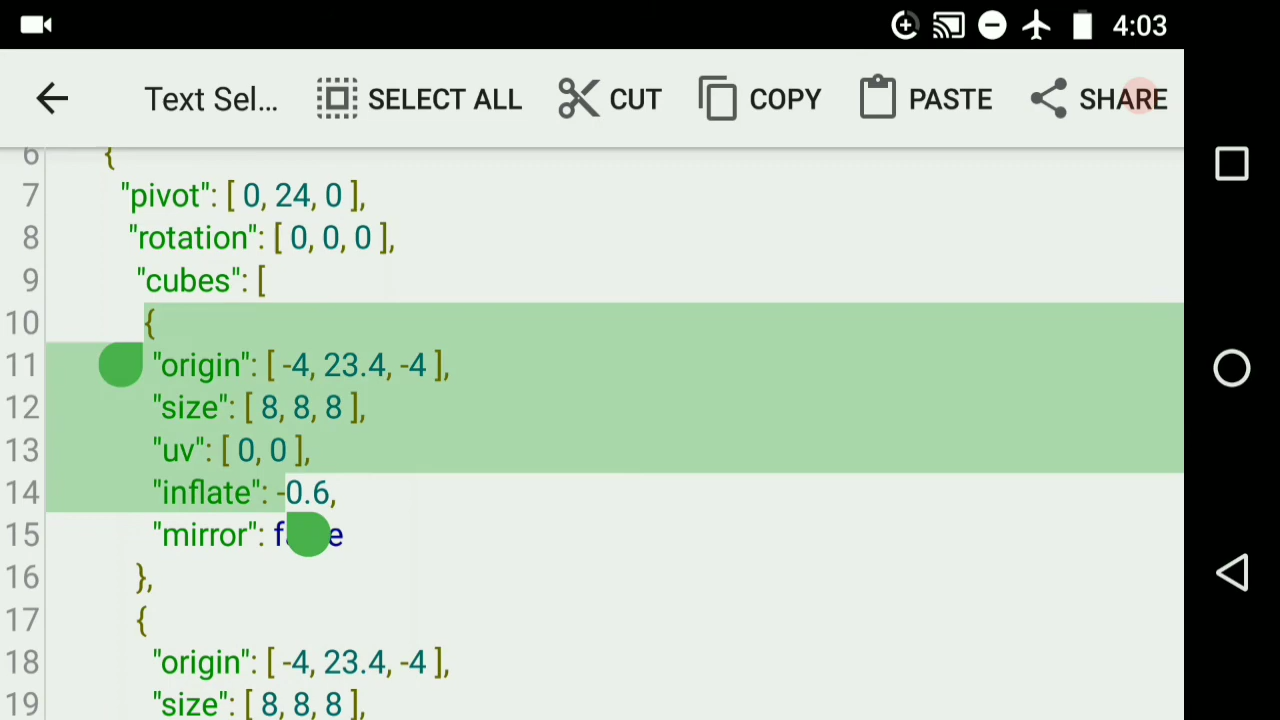 4:03
Text Sel... SELECT ALL CUT COPY PASTE SHARE
6 {
7 "pivot": [ 0, 24, 0 ],
8 "rotation": [ 0, 0, 0 ],
9 "cubes": [
10 {
11 "origin": [ -4, 23.4, -4 ],
12 "size": [ 8, 8, 8 ],
13 "uv": [ 0, 0 ],
14 "inflate": -0.6,
15 "mirror":
16 },
17 {
18 "origin": [ -4, 23.4, -4 ],
19 "size": [ 8, 8, 8 ],